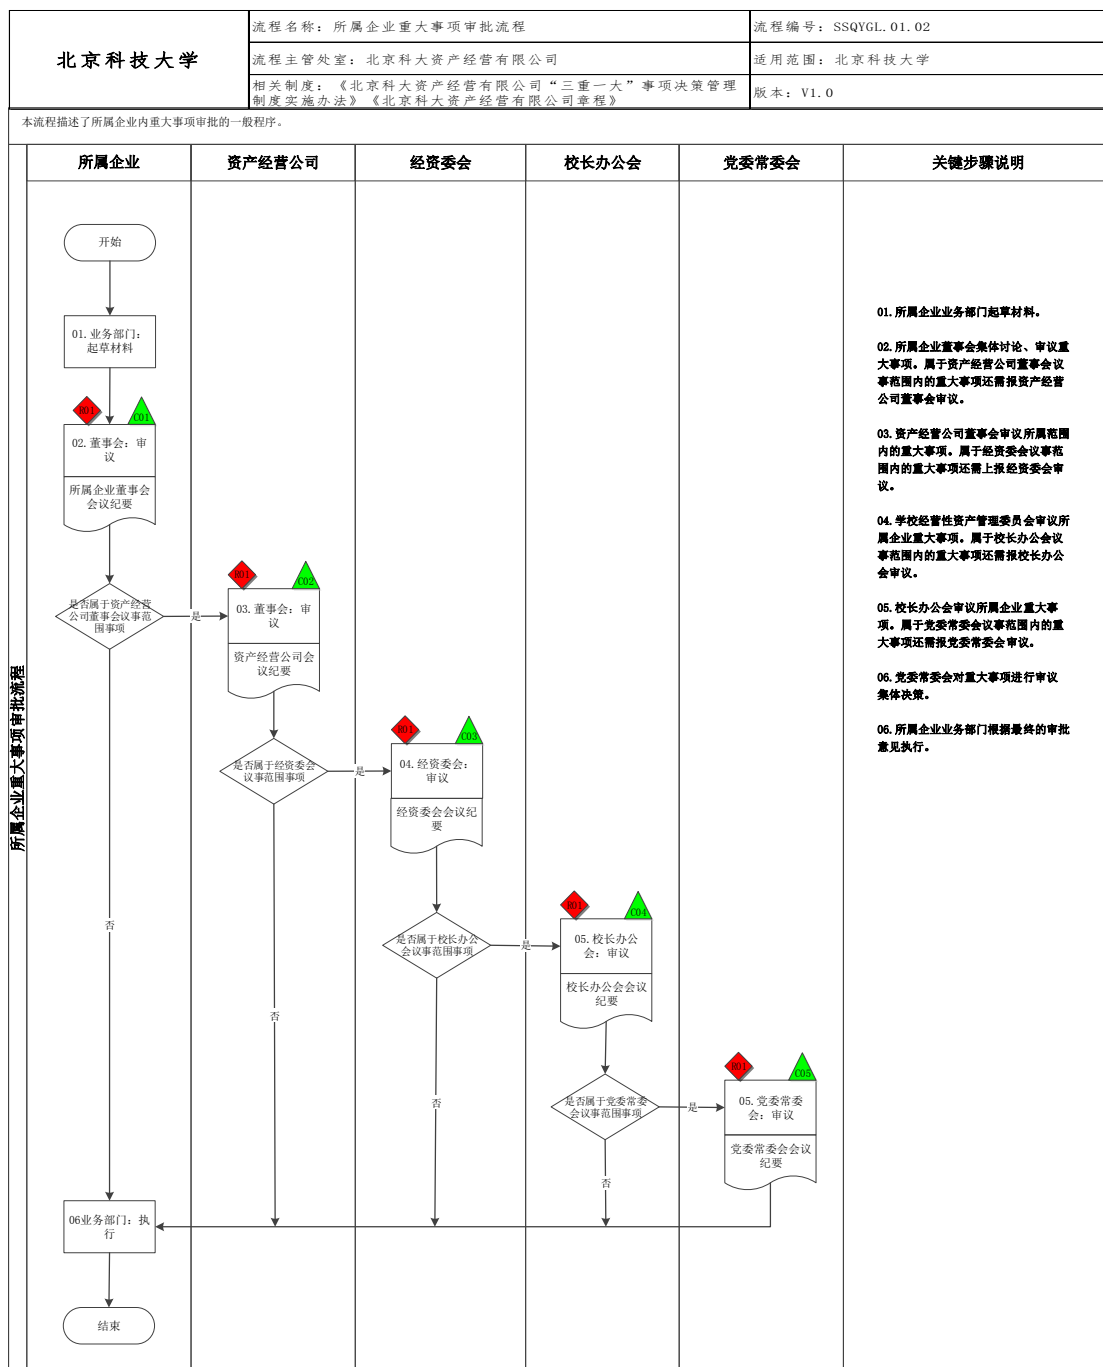 北京科技大学
流程名称：所属企业重大事项审批流程
流程编号：SSQYGL.01.02
流程主管处室：北京科大资产经营有限公司
适用范围：北京科技大学
相关制度：《北京科大资产经营有限公司“三重一大”事项决策管理
制度实施办法》《北京科大资产经营有限公司章程》
版本：V1.0
本流程描述了所属企业内重大事项审批的一般程序。
所属企业重大事项审批流程
所属企业
资产经营公司
经资委会
校长办公会
党委常委会
关键步骤说明
开始
01.业务部门：
起草材料
R01
C01
02.董事会：审
议
所属企业董事会
会议纪要
是否属于资产经营
公司董事会议事范
围事项
是
否
R01
C02
03.董事会：审
议
资产经营公司会
议纪要
是否属于经资委会
议事范围事项
是
否
R01
C03
04.经资委会：
审议
经资委会会议纪
要
是否属于校长办公
会议事范围事项
是
否
R01
C04
05.校长办公
会：审议
校长办公会会议
纪要
是否属于党委常委
会议事范围事项
是
否
R01
C05
05.党委常委
会：审议
党委常委会会议
纪要
06业务部门：执
行
结束
01.所属企业业务部门起草材料。
02.所属企业董事会集体讨论、审议重
大事项。属于资产经营公司董事会议
事范围内的重大事项还需报资产经营
公司董事会审议。
03.资产经营公司董事会审议所属范围
内的重大事项。属于经资委会议事范
围内的重大事项还需上报经资委会审
议。
04.学校经营性资产管理委员会审议所
属企业重大事项。属于校长办公会议
事范围内的重大事项还需报校长办公
会审议。
05.校长办公会审议所属企业重大事
项。属于党委常委会议事范围内的重
大事项还需报党委常委会审议。
06.党委常委会对重大事项进行审议
集体决策。
06.所属企业业务部门根据最终的审批
意见执行。